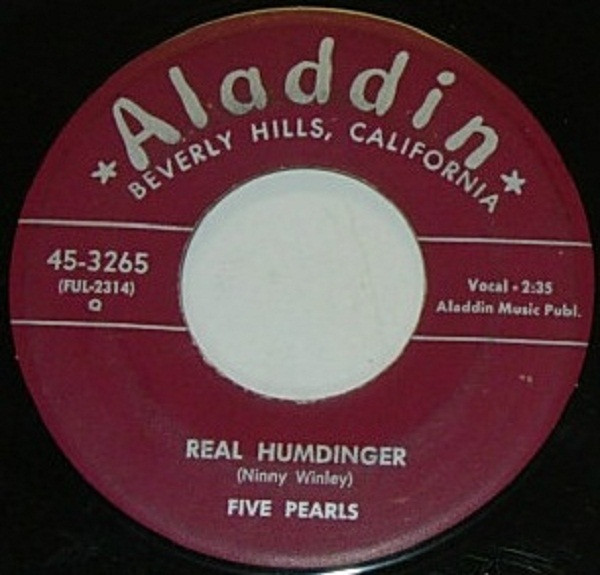 ★Aladdin★
BEVERLY HILLS, CALIFORNIA
45-3265
(FUL-2314)
Q
Vocal • 2:35
Aladdin Music Publ.
REAL HUMDINGER
(Ninny Winley)
FIVE PEARLS